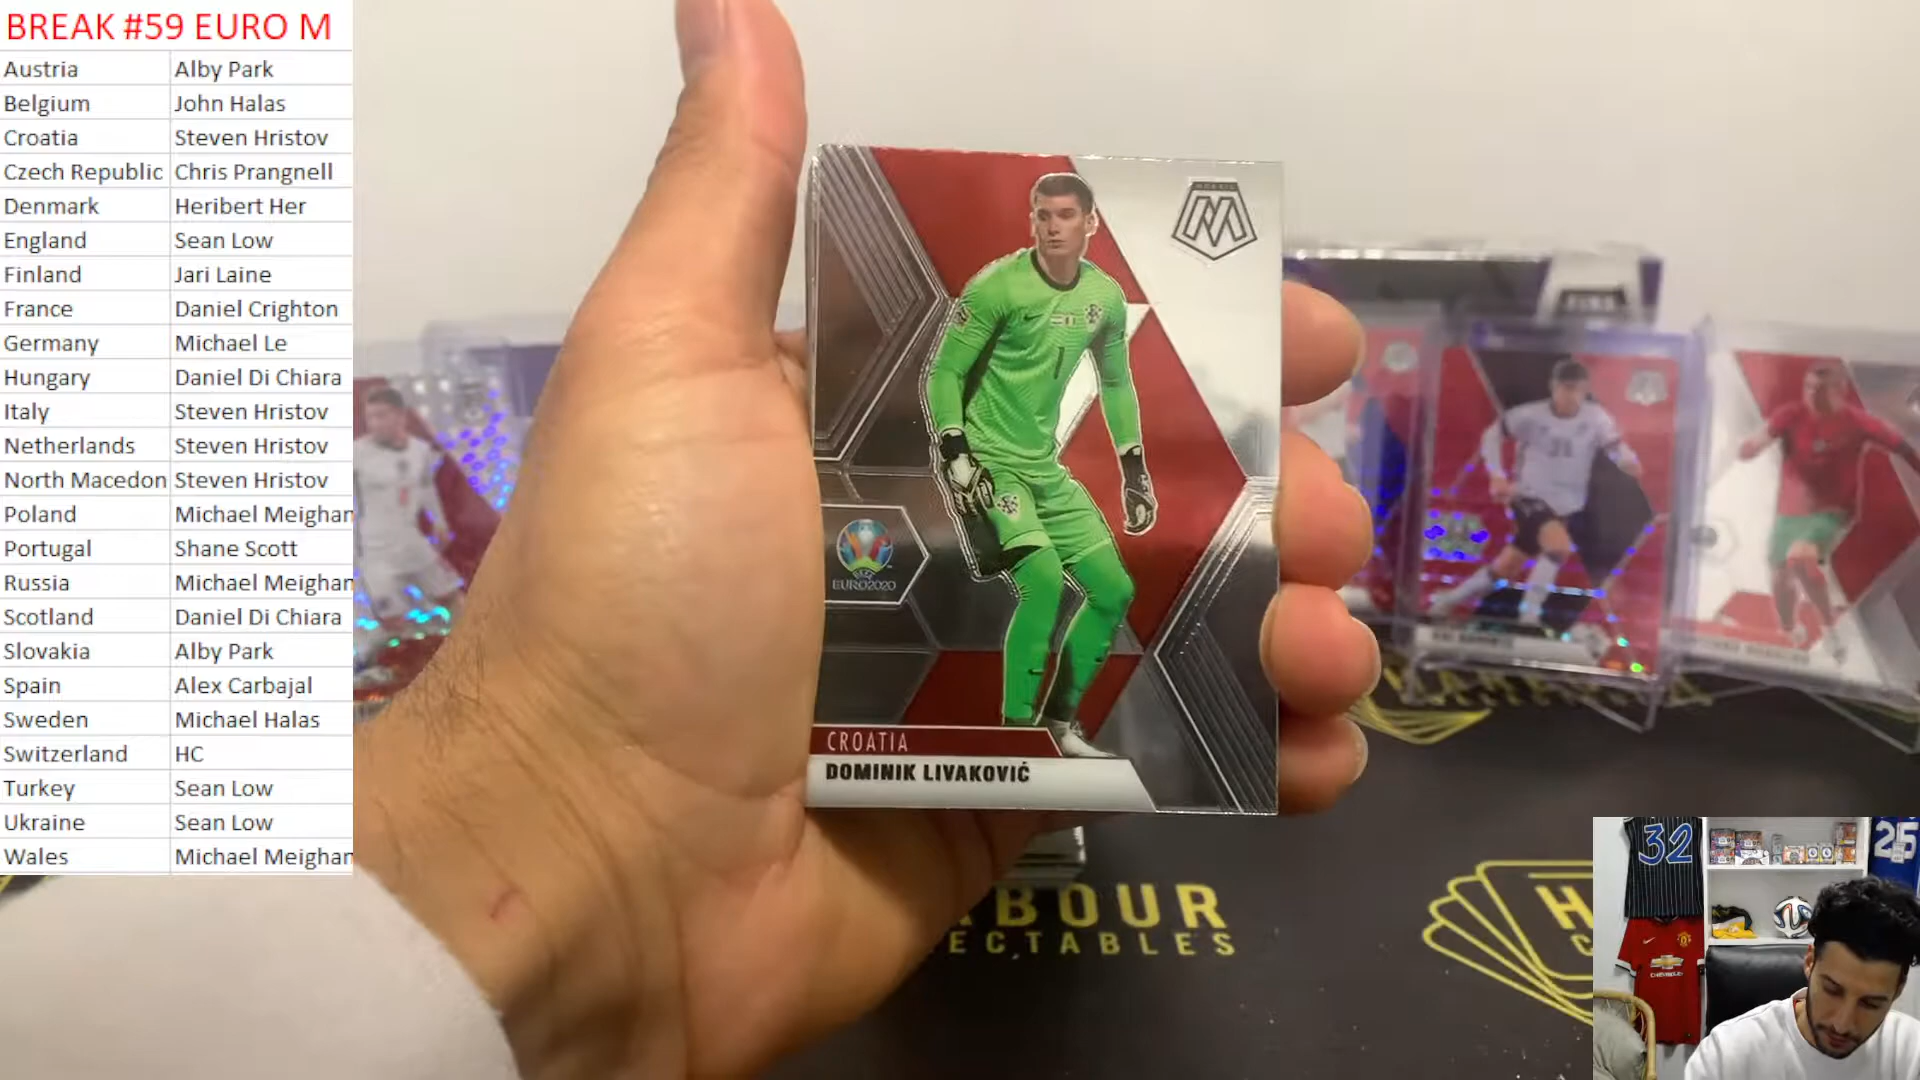 BREAK #59 EURO M
Austria Alby Park
Belgium John Halas
Croatia Steven Hristov
Czech Republic Chris Prangnell
Denmark Heribert Her
England Sean Low
Finland Jari Laine
France Daniel Crighton
Germany Michael Le
Hungary Daniel Di Chiara
Italy Steven Hristov
Netherlands Steven Hristov
North Macedon Steven Hristov
Poland Michael Meighan
Portugal Shane Scott
Russia Michael Meighan
Scotland Daniel Di Chiara
Slovakia Alby Park
Spain Alex Carbajal
Sweden Michael Halas
Switzerland HC
Turkey Sean Low
Ukraine Sean Low
Wales Michael Meighan
MOSAIC
1
EURO2020
CROATIA
DOMINIK LIVAKOVIĆ
BOUR
ECTABLES
H
C
32
25
CHEVROLET